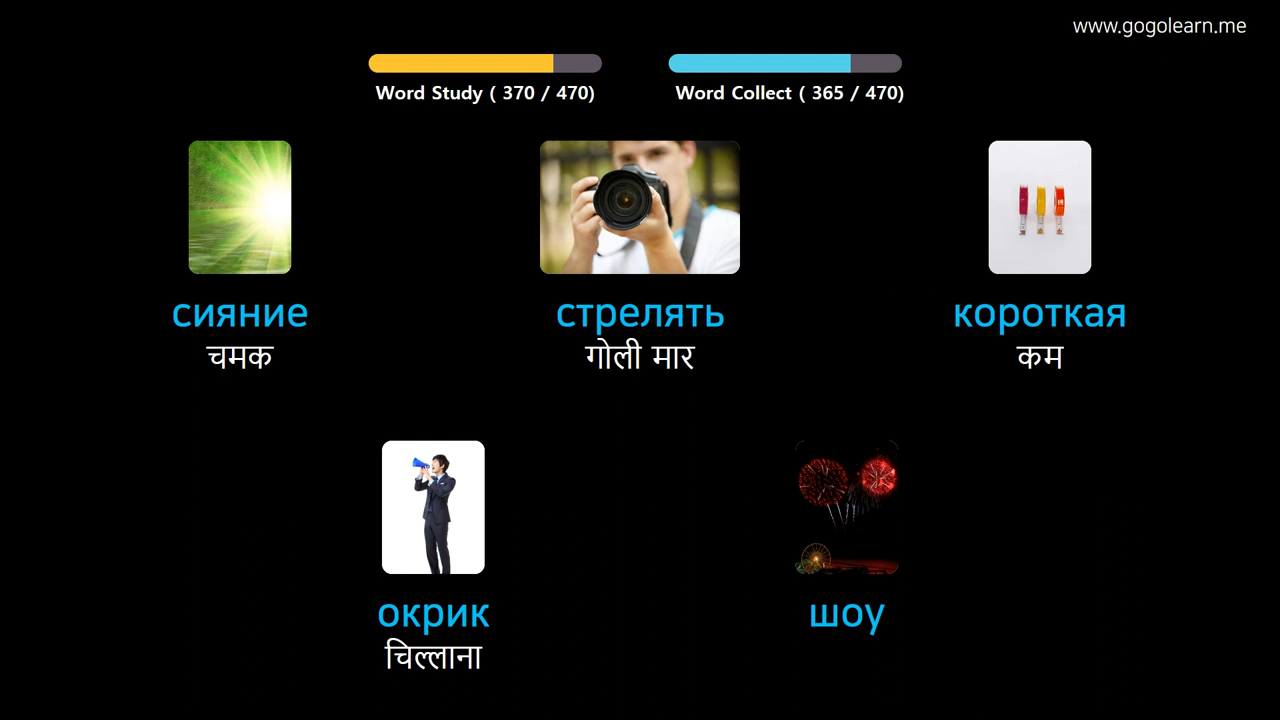 www.gogolearn.me
Word Study ( 370 / 470)
Word Collect ( 365 / 470)
сияние
चमक
стрелять
गोली मार
короткая
कम
окрик
चिल्लाना
шоу